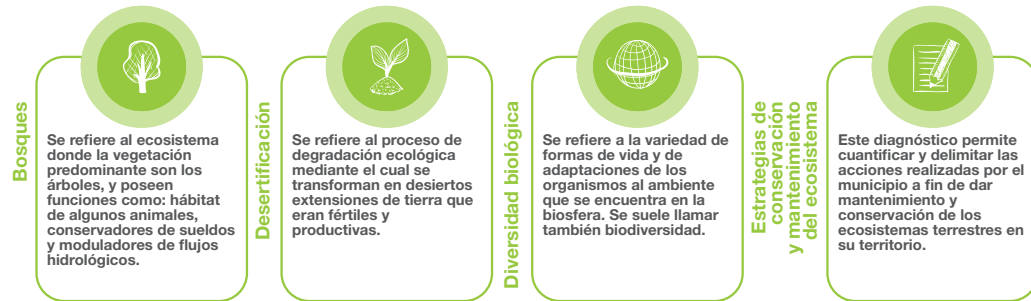 Bosques
Se refiere al ecosistema
donde la vegetación
predominante son los
árboles, y poseen
funciones como: hábitat
de algunos animales,
conservadores de sueldos
y moduladores de flujos
hidrológicos.
Desertificación
Se refiere al proceso de
degradación ecológica
mediante el cual se
transforman en desiertos
extensiones de tierra que
eran fértiles y
productivas.
Diversidad biológica
Se refiere a la variedad de
formas de vida y de
adaptaciones de los
organismos al ambiente
que se encuentra en la
biosfera. Se suele llamar
también biodiversidad.
Estrategias de
conservación
y mantenimiento
del ecosistema
Este diagnóstico permite
cuantificar y delimitar las
acciones realizadas por el
municipio a fin de dar
mantenimiento y
conservación de los
ecosistemas terrestres en
su territorio.